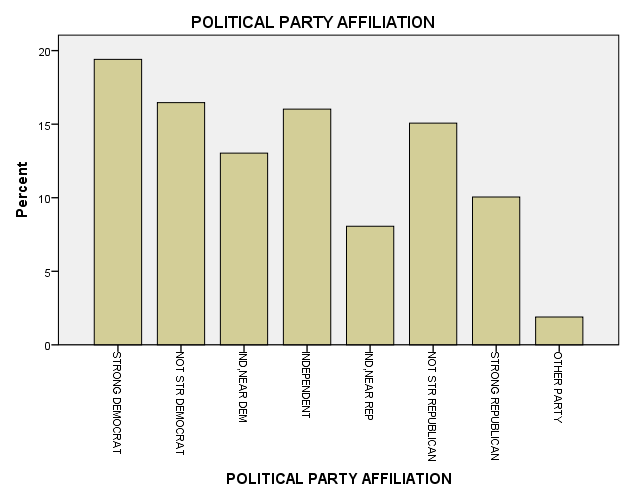 POLITICAL PARTY AFFILIATION
Percent
20
15
10
5
0
STRONG DEMOCRAT
NOT STR DEMOCRAT
IND,NEAR DEM
INDEPENDENT
IND,NEAR REP
NOT STR REPUBLICAN
STRONG REPUBLICAN
OTHER PARTY
POLITICAL PARTY AFFILIATION